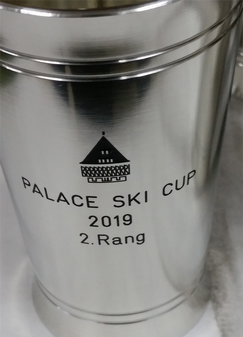 PALACE SKI CUP
2019
2.Rang